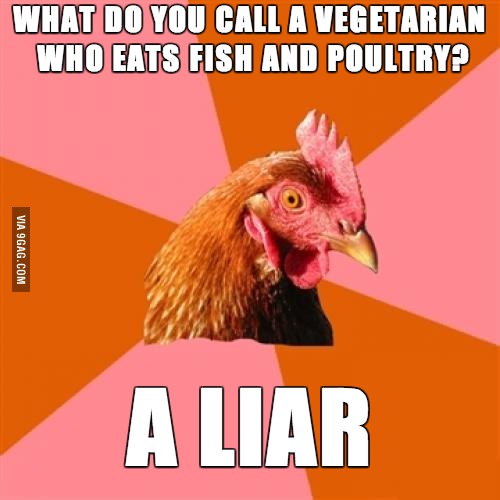 WHAT DO YOU CALL A VEGETARIAN
WHO EATS FISH AND POULTRY?
VIA 9GAG.COM
A LIAR